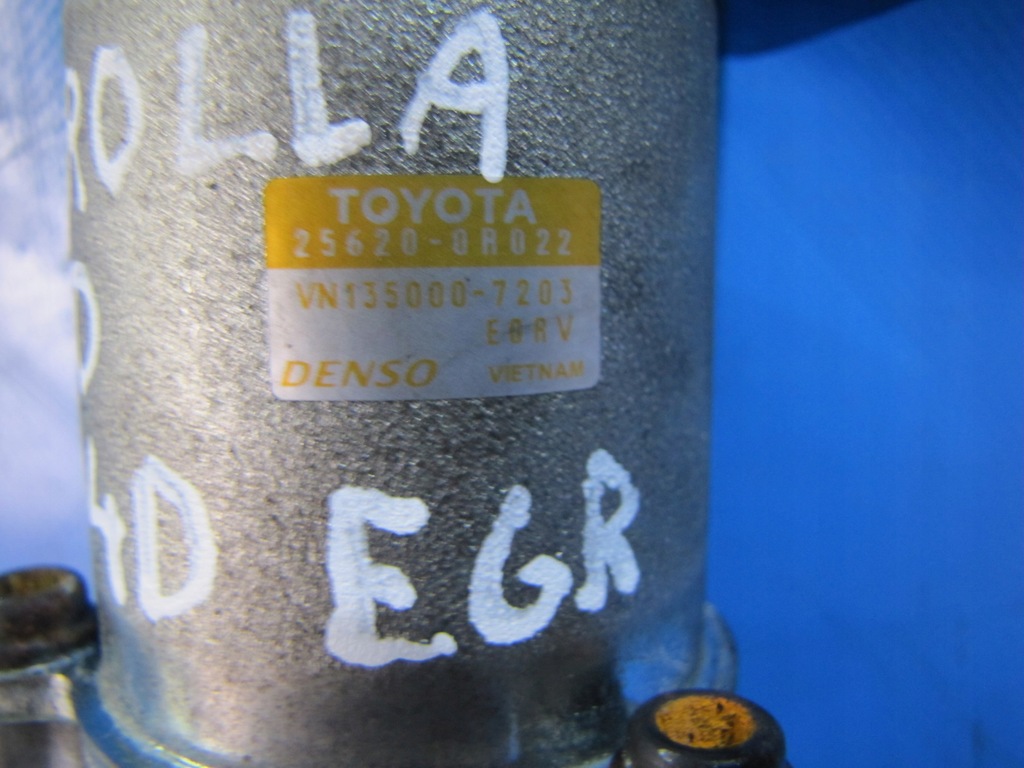 ROLLA
TOYOTA
25620-0R022
VN135000-7203
EGRV
DENSO VIETNAM
D
4D EGR